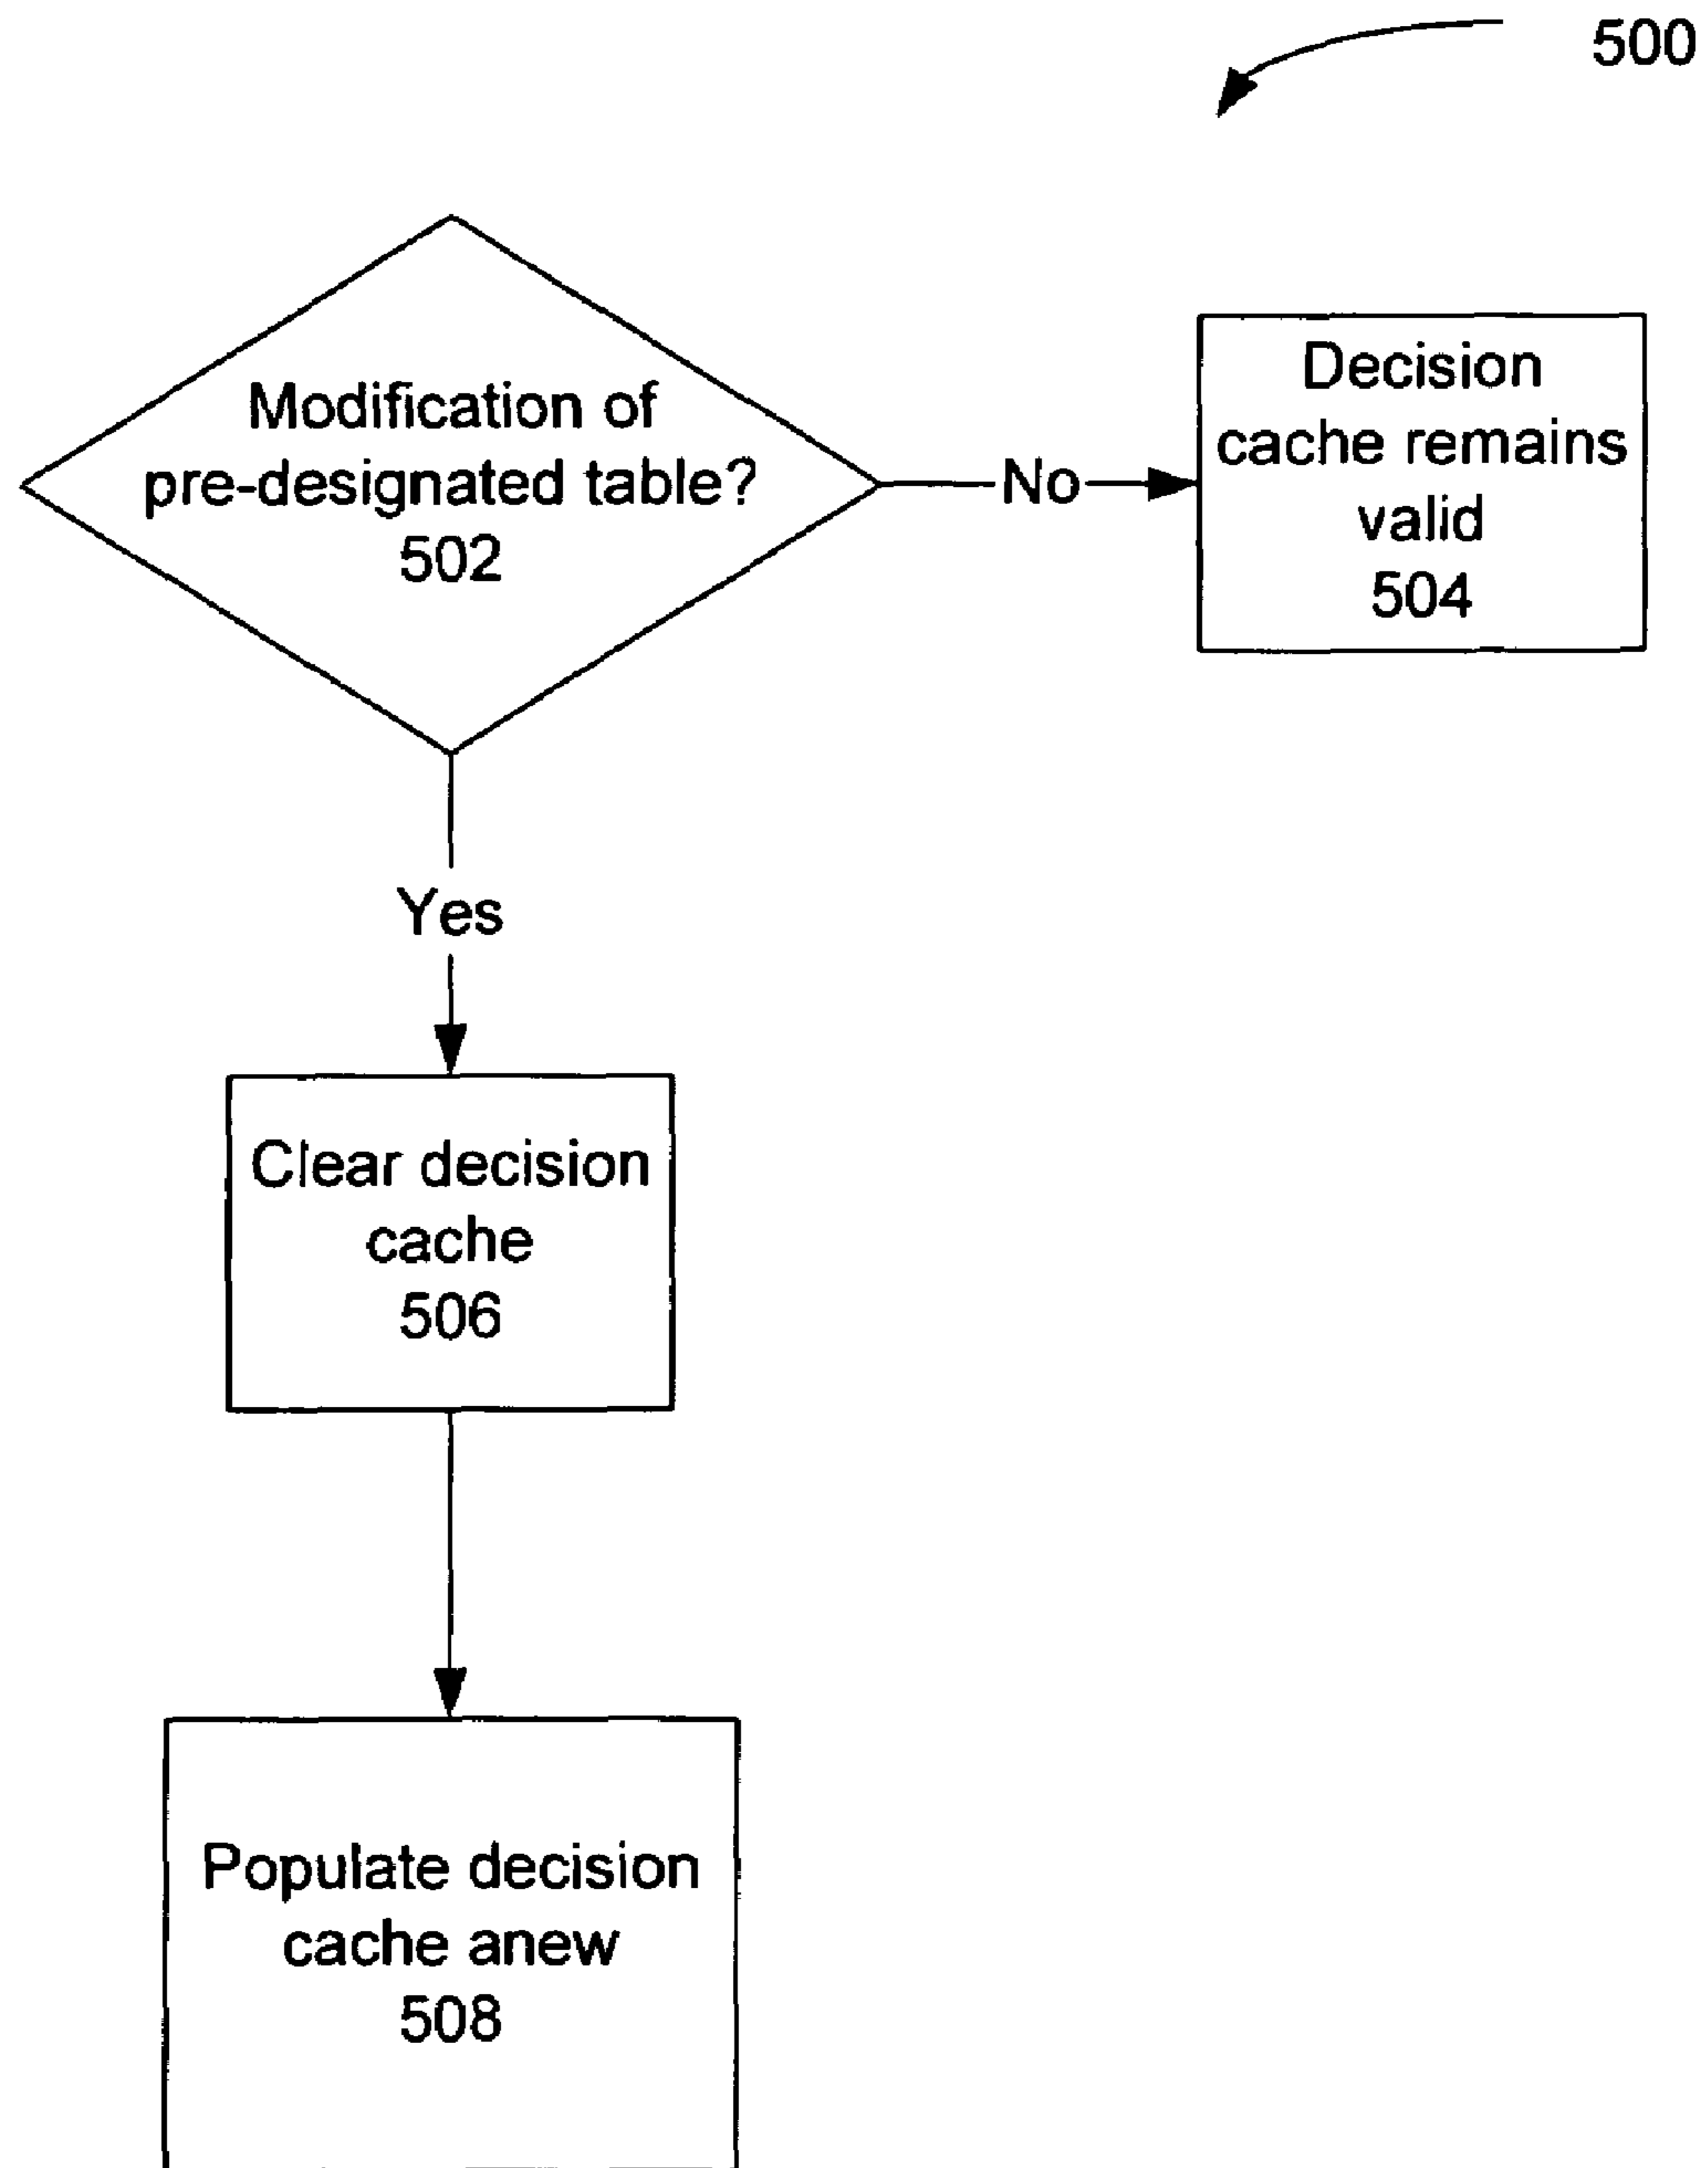 500
Modification of
pre-designated table?
502
No
Decision
cache remains
valid
504
Yes
Clear decision
cache
506
Populate decision
cache anew
508